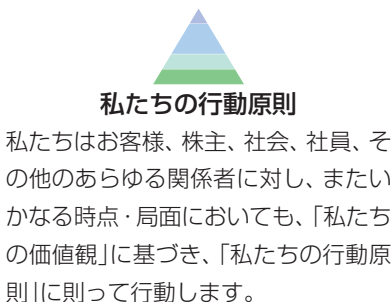 私たちの行動原則
私たちはお客様、株主、社会、社員、そ
の他のあらゆる関係者に対し、またい
かなる時点・局面においても、「私たち
の価値観」に基づき、「私たちの行動原
則」に則って行動します。